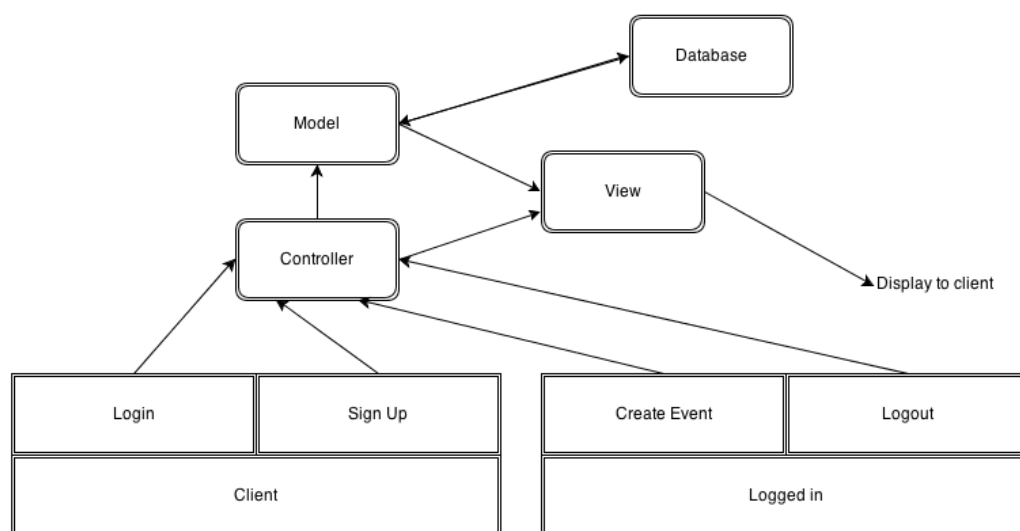 Database
Model
View
Controller
Display to client
Login
Sign Up
Create Event
Logout
Client
Logged in